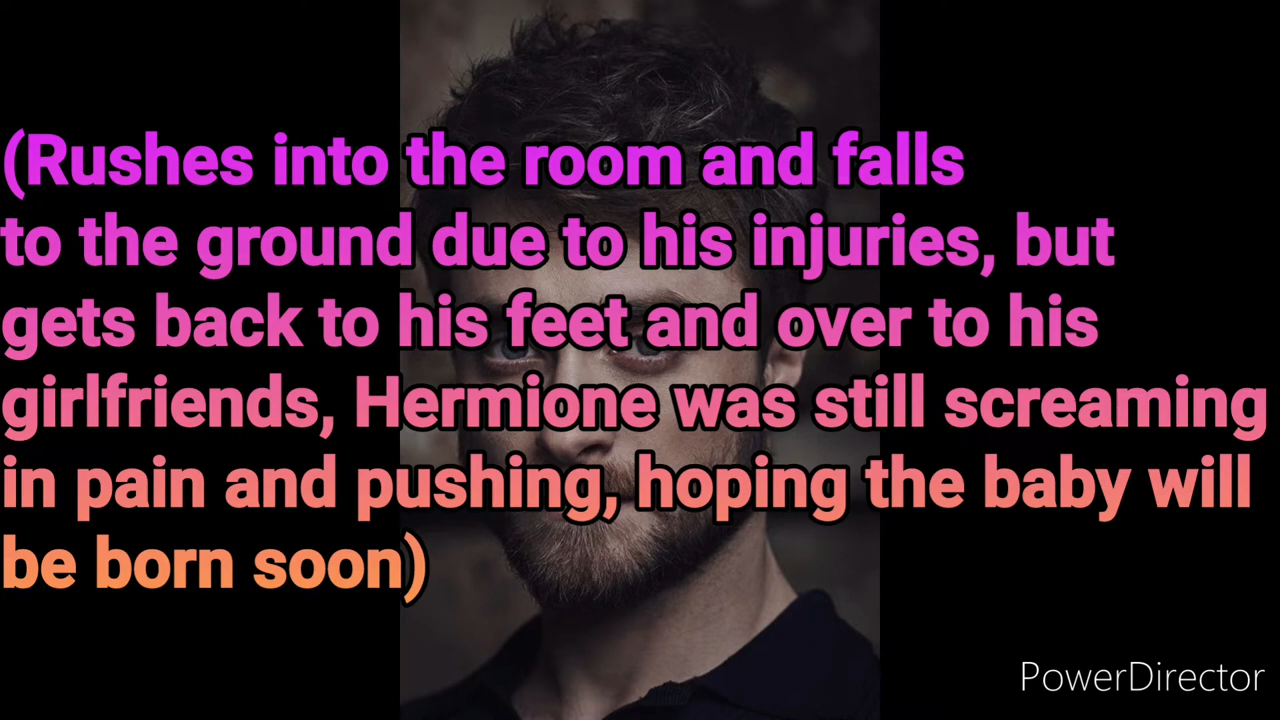 (Rushes into the room and falls
to the ground due to his injuries, but
gets back to his feet and over to his
girlfriends, Hermione was still screaming
in pain and pushing, hoping the baby will
be born soon)
PowerDirector